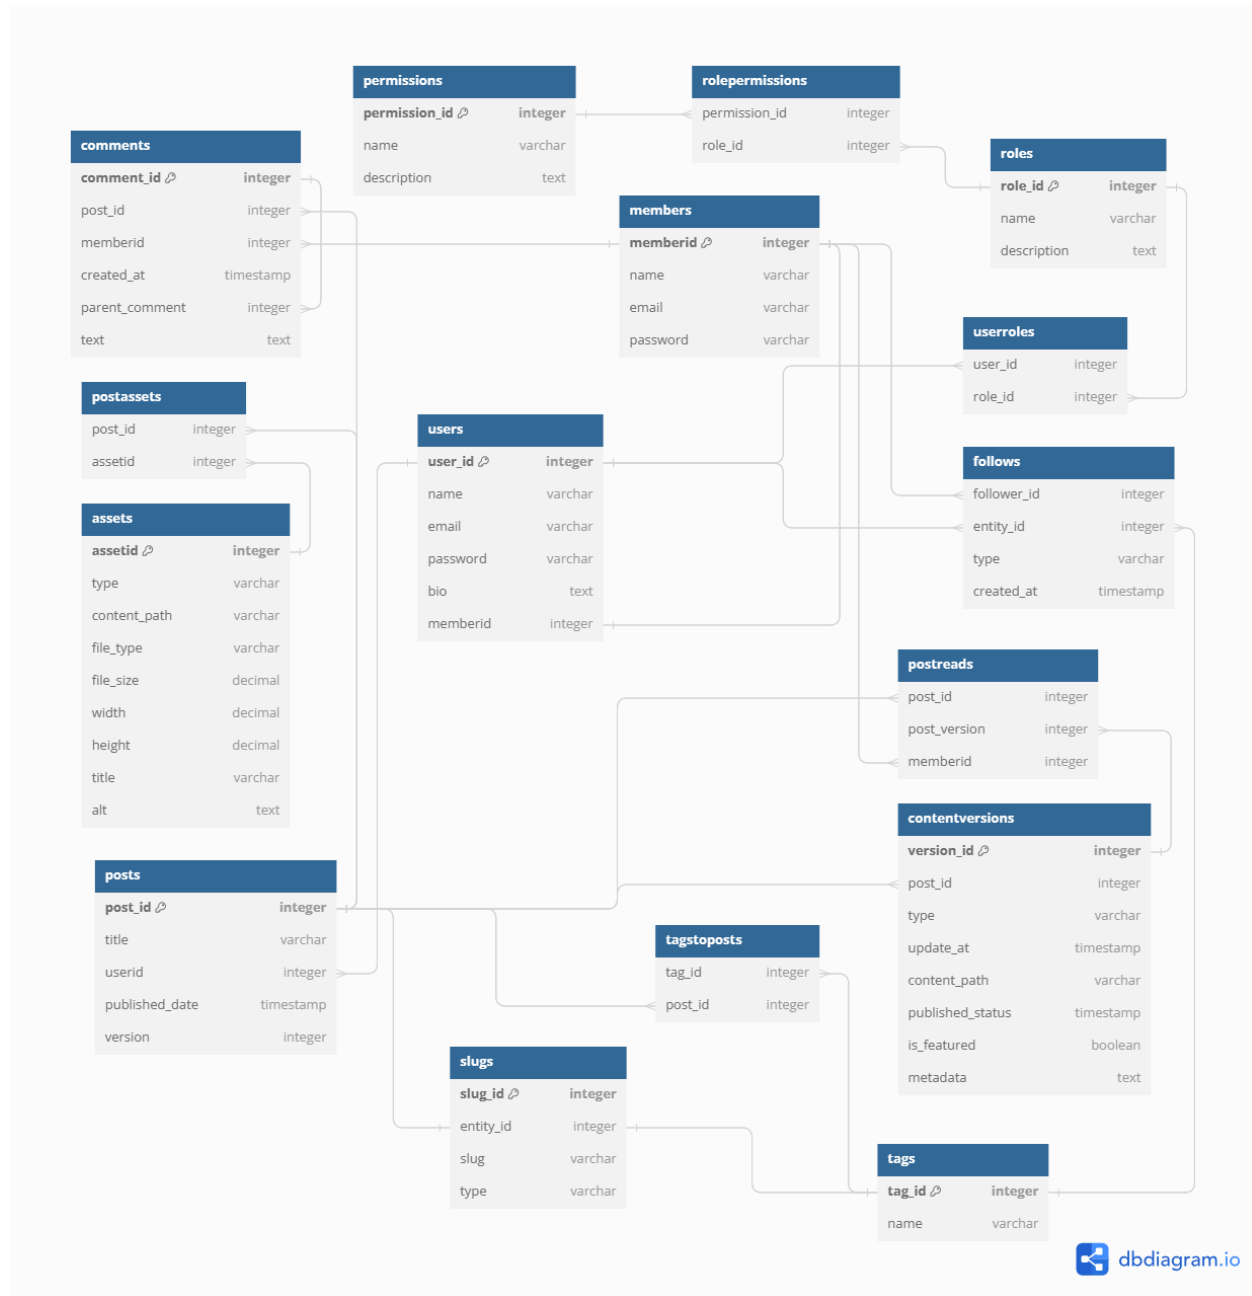 permissions
permission_id integer
name varchar
description text
rolepermissions
permission_id integer
role_id integer
comments
comment_id integer
post_id integer
memberid integer
created_at timestamp
parent_comment integer
text text
roles
role_id integer
name varchar
description text
members
memberid integer
name varchar
email varchar
password varchar
userroles
user_id integer
role_id integer
postassets
post_id integer
assetid integer
users
user_id integer
name varchar
email varchar
password varchar
bio text
memberid integer
follows
follower_id integer
entity_id integer
type varchar
created_at timestamp
assets
assetid integer
type varchar
content_path varchar
file_type varchar
file_size decimal
width decimal
height decimal
title varchar
alt text
postreads
post_id integer
post_version integer
memberid integer
contentversions
version_id integer
post_id integer
type varchar
update_at timestamp
content_path varchar
published_status timestamp
is_featured boolean
metadata text
posts
post_id integer
title varchar
userid integer
published_date timestamp
version integer
tagstoposts
tag_id integer
post_id integer
slugs
slug_id integer
entity_id integer
slug varchar
type varchar
tags
tag_id integer
name varchar
dbdiagram.io